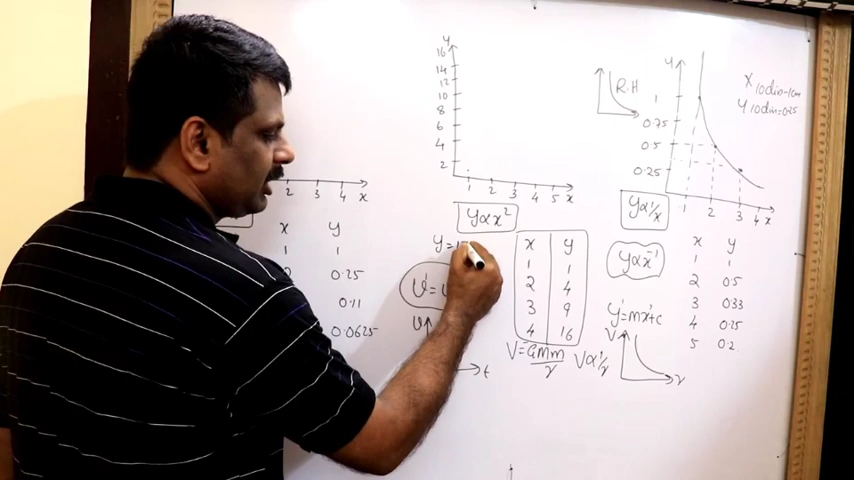 y
16
14
12
10
8
6
4
2
1 2 3 4 5 x
y∝x²
y=
x y
1 1
2 4
3 9
4 16
t
2 3 4 x
x y
1 1
0.25
0.11
0.0625
R.H
y
1
0.75
0.5
0.25
1 2 3 4 x
X 10div=1cm
y 10div=0.25
y∝1/x
y∝x⁻¹
x y
1 1
2 0.5
3 033
4 0.25
5 0.2
y=mx+c
V
r
V=GMm/r V∝1/r